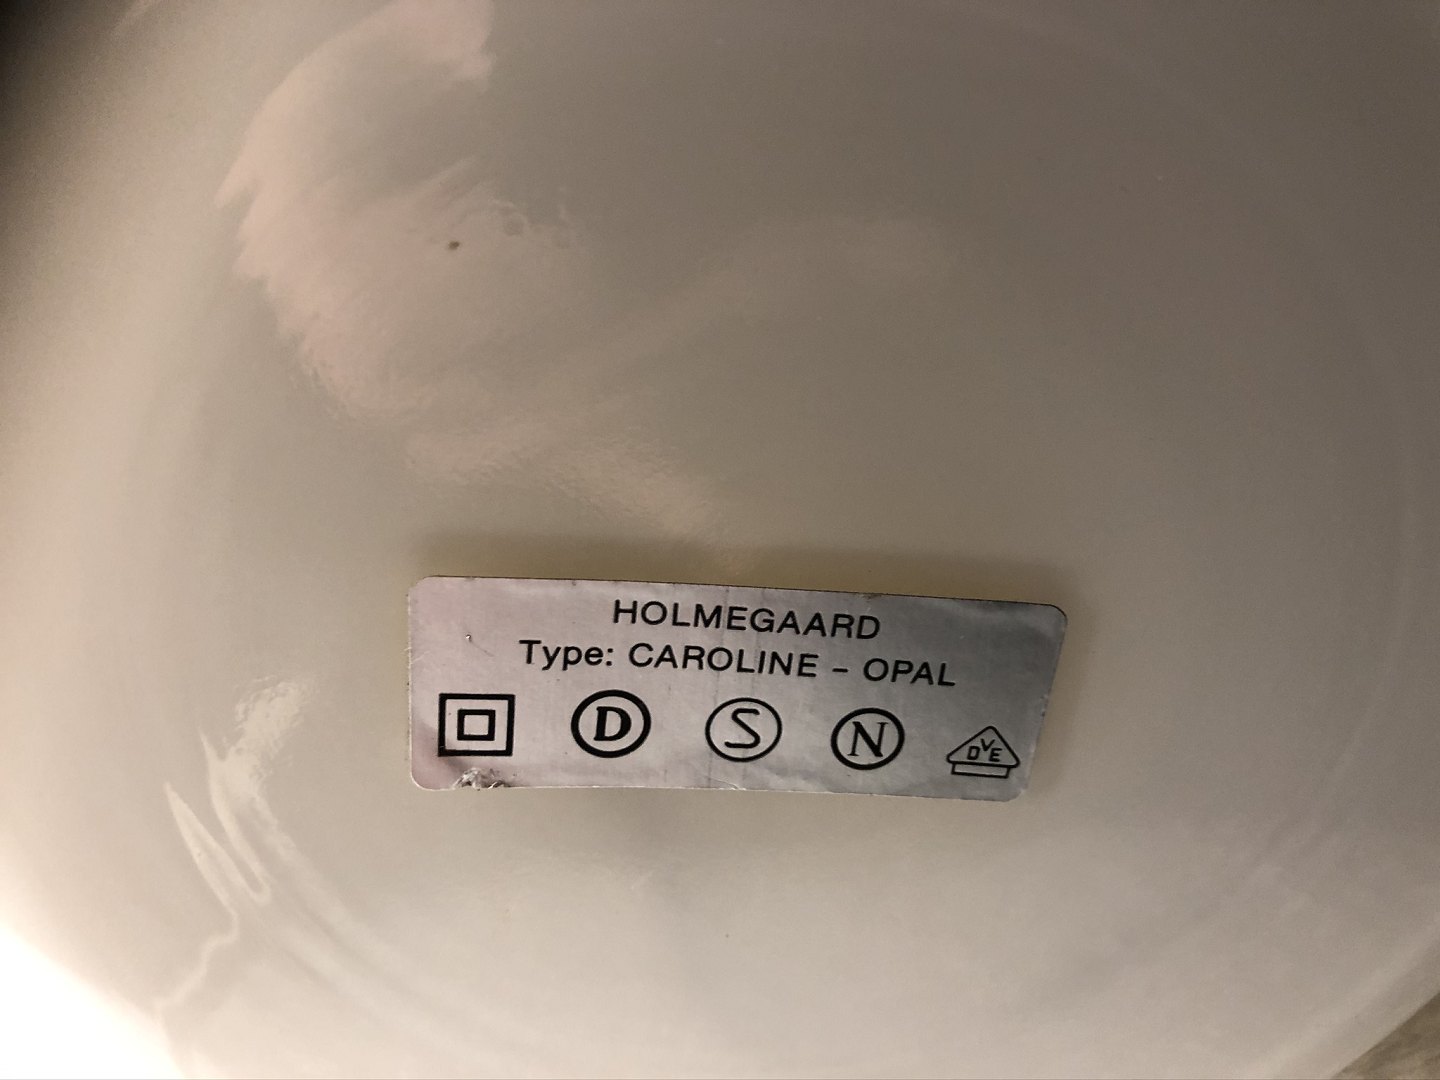 HOLMEGAARD
Type: CAROLINE - OPAL
D S N DVE